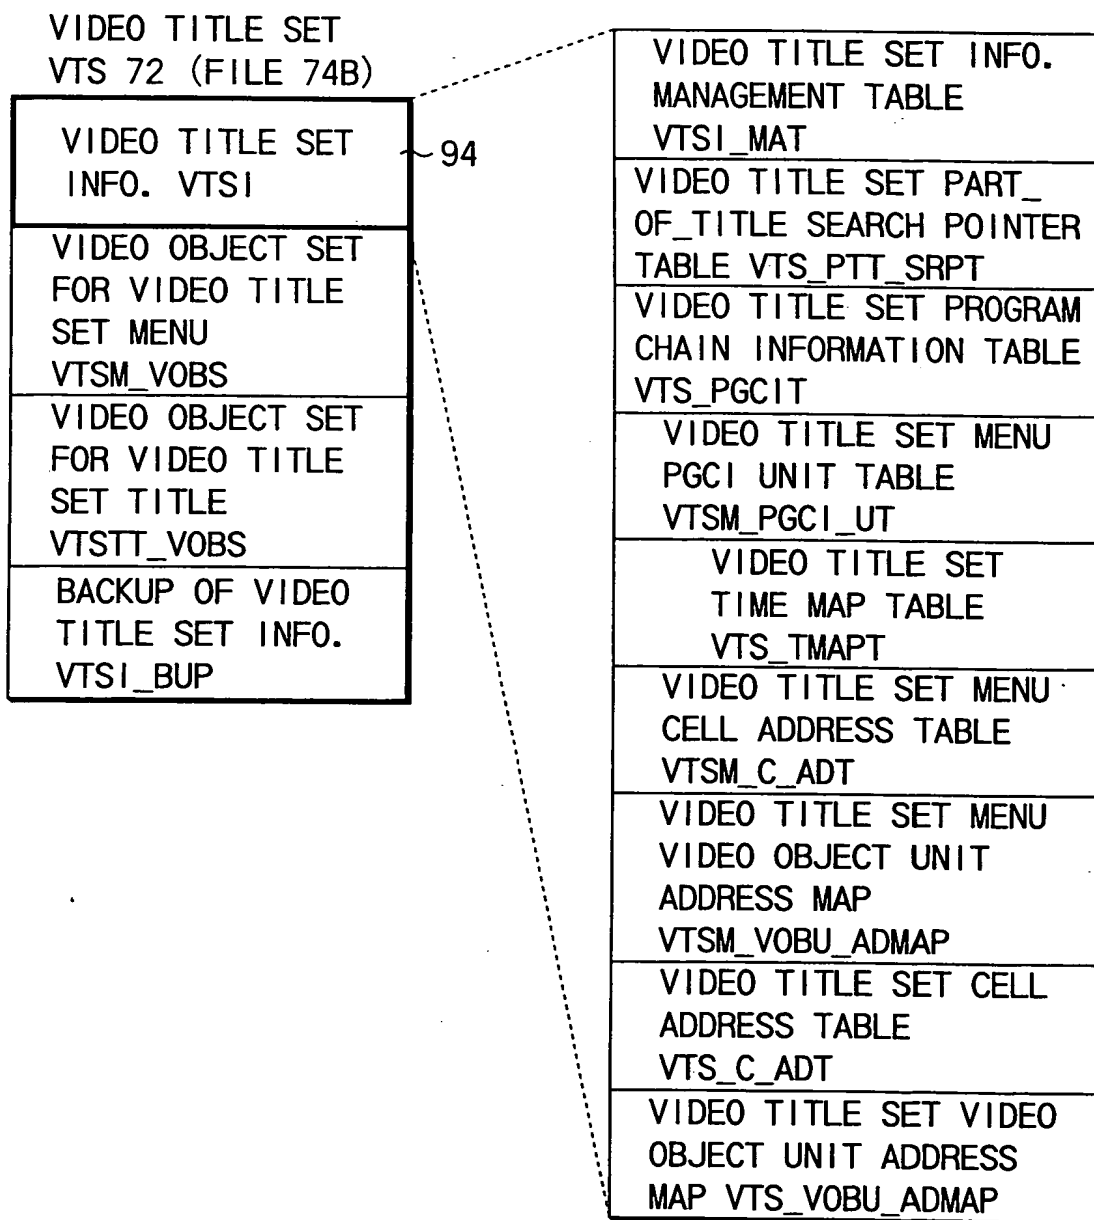 VIDEO TITLE SET
VTS 72 (FILE 74B)
VIDEO TITLE SET
INFO. VTSI
94
VIDEO OBJECT SET
FOR VIDEO TITLE
SET MENU
VTSM_VOBS
VIDEO OBJECT SET
FOR VIDEO TITLE
SET TITLE
VTSTT_VOBS
BACKUP OF VIDEO
TITLE SET INFO.
VTSI_BUP
VIDEO TITLE SET INFO.
MANAGEMENT TABLE
VTSI_MAT
VIDEO TITLE SET PART_
OF_TITLE SEARCH POINTER
TABLE VTS_PTT_SRPT
VIDEO TITLE SET PROGRAM
CHAIN INFORMATION TABLE
VTS_PGCIT
VIDEO TITLE SET MENU
PGCI UNIT TABLE
VTSM_PGCI_UT
VIDEO TITLE SET
TIME MAP TABLE
VTS_TMAPT
VIDEO TITLE SET MENU
CELL ADDRESS TABLE
VTSM_C_ADT
VIDEO TITLE SET MENU
VIDEO OBJECT UNIT
ADDRESS MAP
VTSM_VOBU_ADMAP
VIDEO TITLE SET CELL
ADDRESS TABLE
VTS_C_ADT
VIDEO TITLE SET VIDEO
OBJECT UNIT ADDRESS
MAP VTS_VOBU_ADMAP